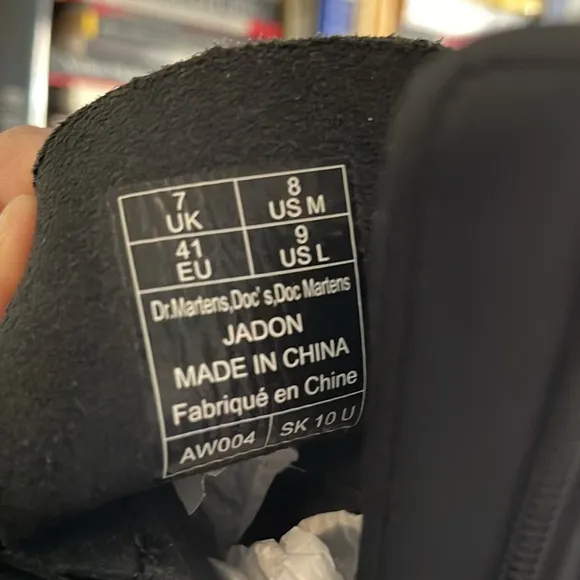 7 8
UK US M
41 9
EU US L
Dr.Martens,Doc's,Doc Martens
JADON
MADE IN CHINA
Fabriqué en Chine
AW004 SK 10 U